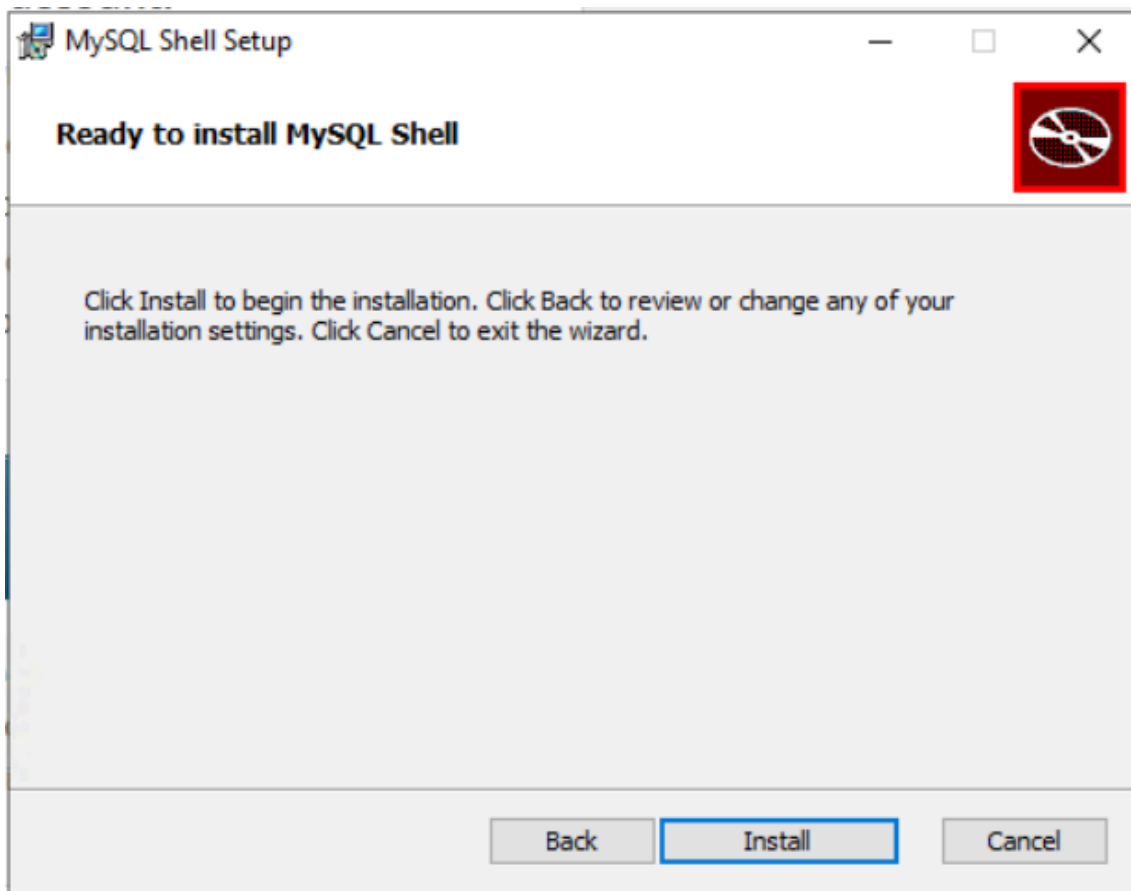 MySQL Shell Setup
Ready to install MySQL Shell
Click Install to begin the installation. Click Back to review or change any of your
installation settings. Click Cancel to exit the wizard.
Back Install Cancel